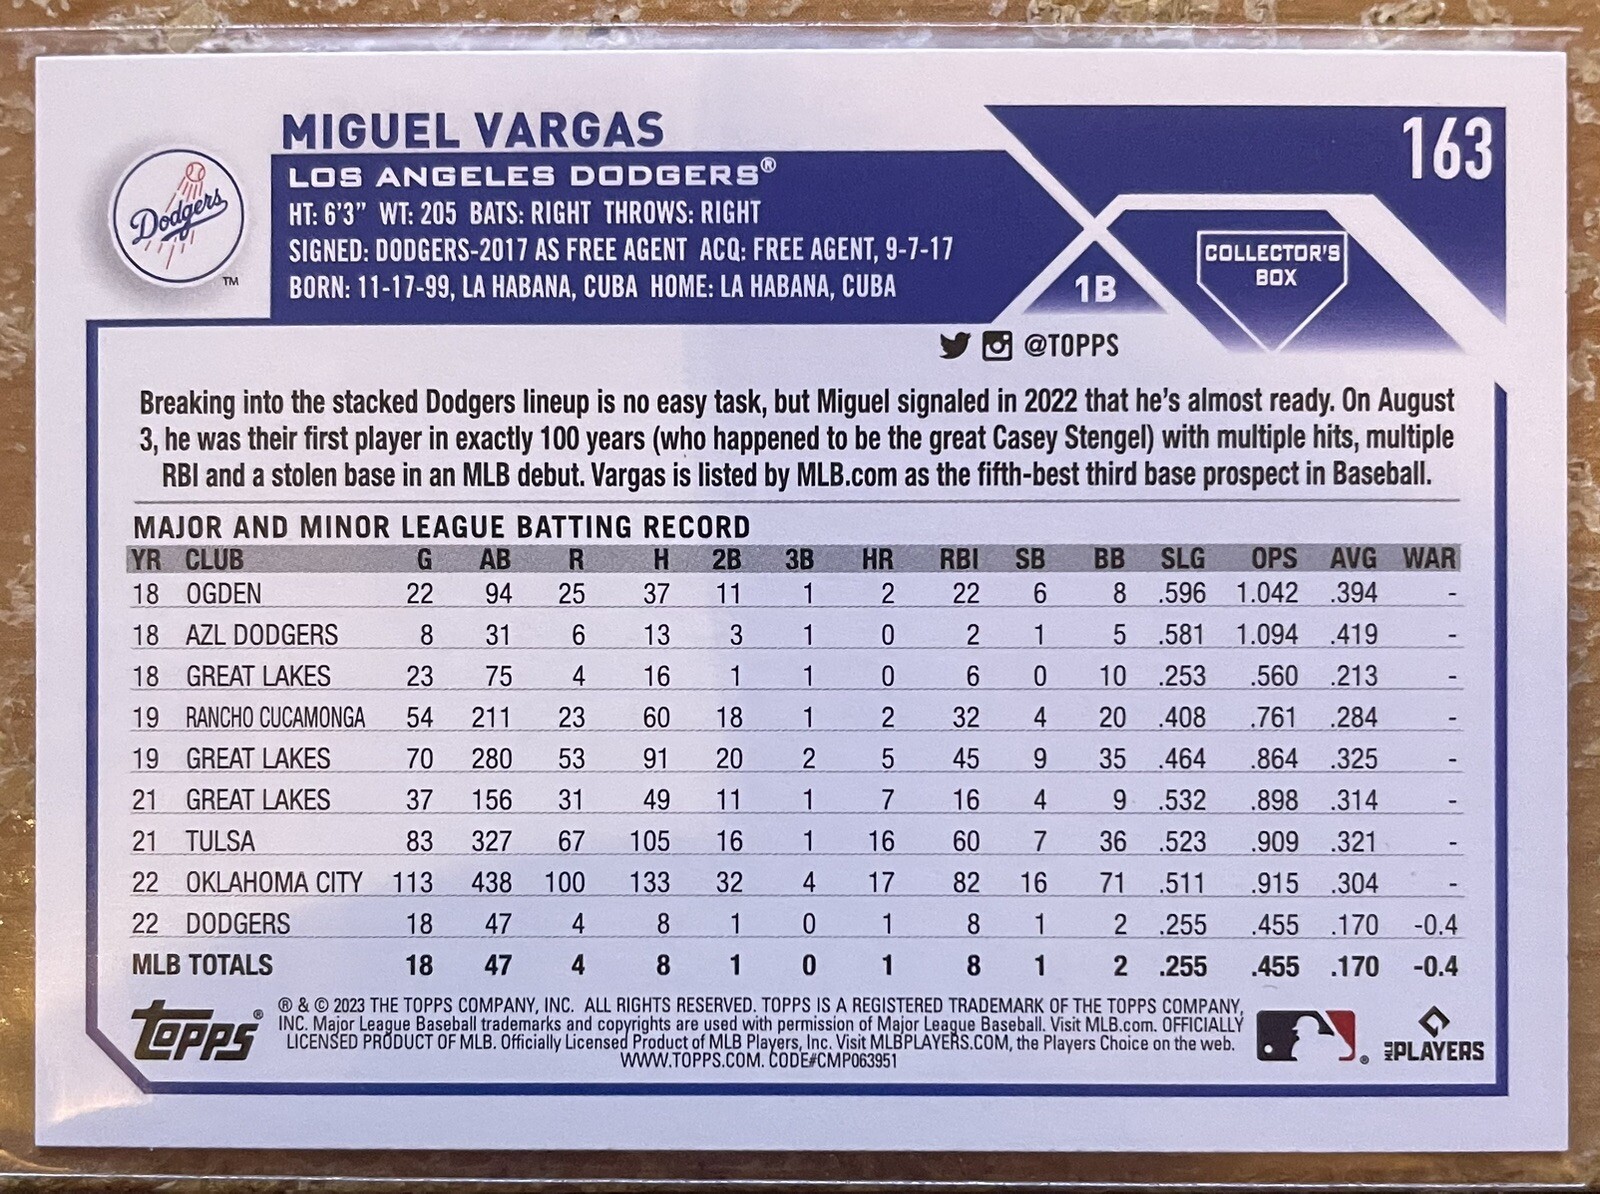 MIGUEL VARGAS
163
Dodgers
TM
LOS ANGELES DODGERS®
HT: 6'3" WT: 205 BATS: RIGHT THROWS: RIGHT
SIGNED: DODGERS-2017 AS FREE AGENT ACQ: FREE AGENT, 9-7-17
BORN: 11-17-99, LA HABANA, CUBA HOME: LA HABANA, CUBA
1B
COLLECTOR'S
BOX
@TOPPS
Breaking into the stacked Dodgers lineup is no easy task, but Miguel signaled in 2022 that he's almost ready. On August
3, he was their first player in exactly 100 years (who happened to be the great Casey Stengel) with multiple hits, multiple
RBI and a stolen base in an MLB debut. Vargas is listed by MLB.com as the fifth-best third base prospect in Baseball.
MAJOR AND MINOR LEAGUE BATTING RECORD
YR CLUB G AB R H 2B 3B HR RBI SB BB SLG OPS AVG WAR
18 OGDEN 22 94 25 37 11 1 2 22 6 8 .596 1.042 .394 -
18 AZL DODGERS 8 31 6 13 3 1 0 2 1 5 .581 1.094 .419 -
18 GREAT LAKES 23 75 4 16 1 1 0 6 0 10 .253 .560 .213 -
19 RANCHO CUCAMONGA 54 211 23 60 18 1 2 32 4 20 .408 .761 .284 -
19 GREAT LAKES 70 280 53 91 20 2 5 45 9 35 .464 .864 .325 -
21 GREAT LAKES 37 156 31 49 11 1 7 16 4 9 .532 .898 .314 -
21 TULSA 83 327 67 105 16 1 16 60 7 36 .523 .909 .321 -
22 OKLAHOMA CITY 113 438 100 133 32 4 17 82 16 71 .511 .915 .304 -
22 DODGERS 18 47 4 8 1 0 1 8 1 2 .255 .455 .170 -0.4
MLB TOTALS 18 47 4 8 1 0 1 8 1 2 .255 .455 .170 -0.4
topps®
® & © 2023 THE TOPPS COMPANY, INC. ALL RIGHTS RESERVED. TOPPS IS A REGISTERED TRADEMARK OF THE TOPPS COMPANY,
INC. Major League Baseball trademarks and copyrights are used with permission of Major League Baseball. Visit MLB.com. OFFICIALLY
LICENSED PRODUCT OF MLB. Officially Licensed Product of MLB Players, Inc. Visit MLBPLAYERS.COM, the Players Choice on the web.
WWW.TOPPS.COM. CODE#CMP063951
®
MLB PLAYERS